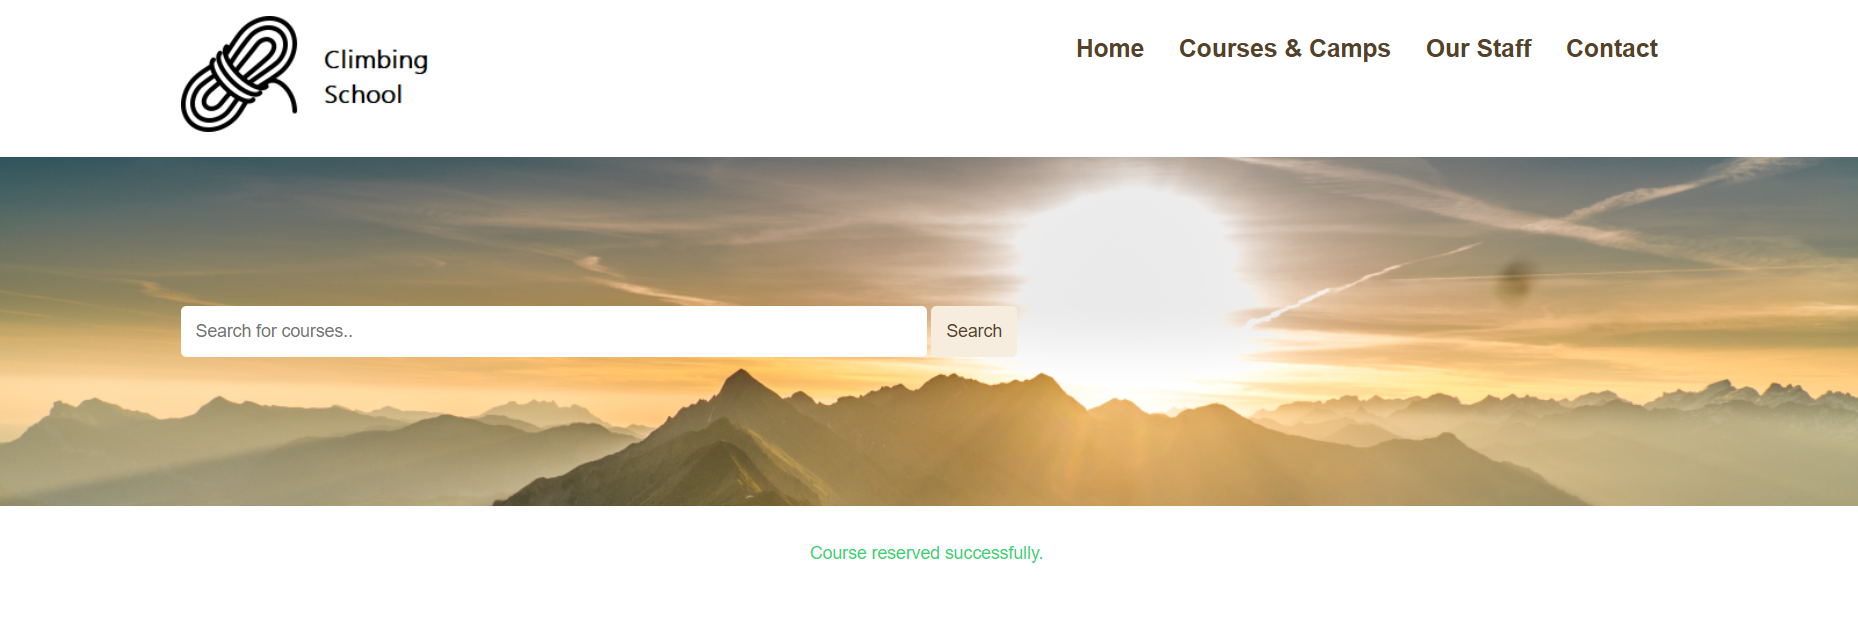 Climbing
School
Home Courses & Camps Our Staff Contact
Search for courses.. Search
Course reserved successfully.